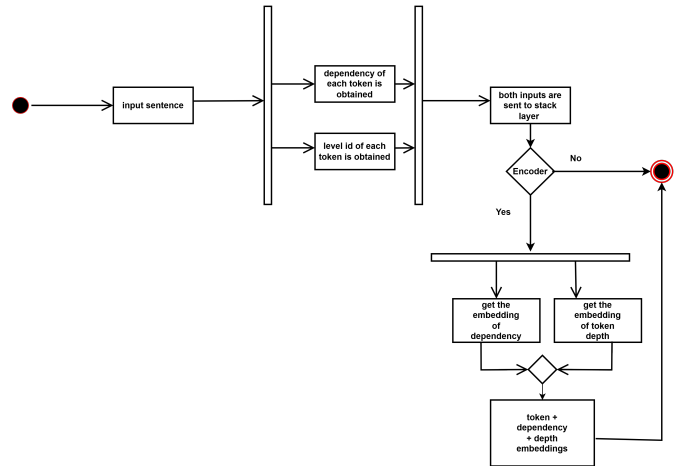 input sentence
dependency of
each token is
obtained
level id of each
token is obtained
both inputs are
sent to stack
layer
Encoder
No
Yes
get the
embedding
of
dependency
get the
embedding
of token
depth
token +
dependency
+ depth
embeddings